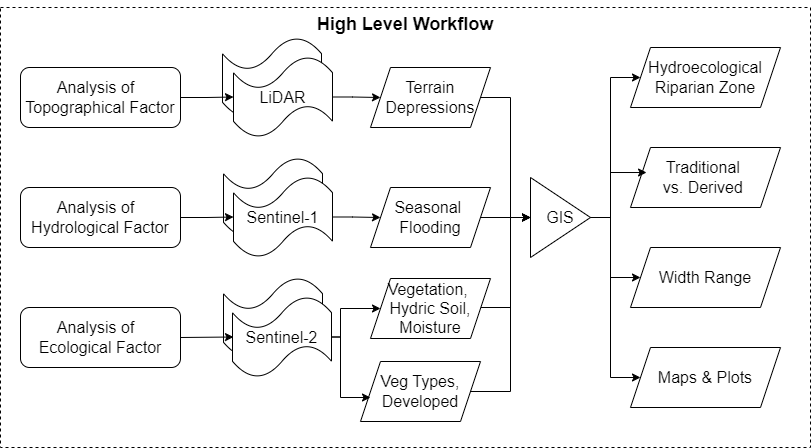 High Level Workflow
Analysis of
Topographical Factor
LiDAR
Terrain
Depressions
Analysis of
Hydrological Factor
Sentinel-1
Seasonal
Flooding
Analysis of
Ecological Factor
Sentinel-2
Vegetation,
Hydric Soil,
Moisture
Veg Types,
Developed
GIS
Hydroecological
Riparian Zone
Traditional
vs. Derived
Width Range
Maps & Plots